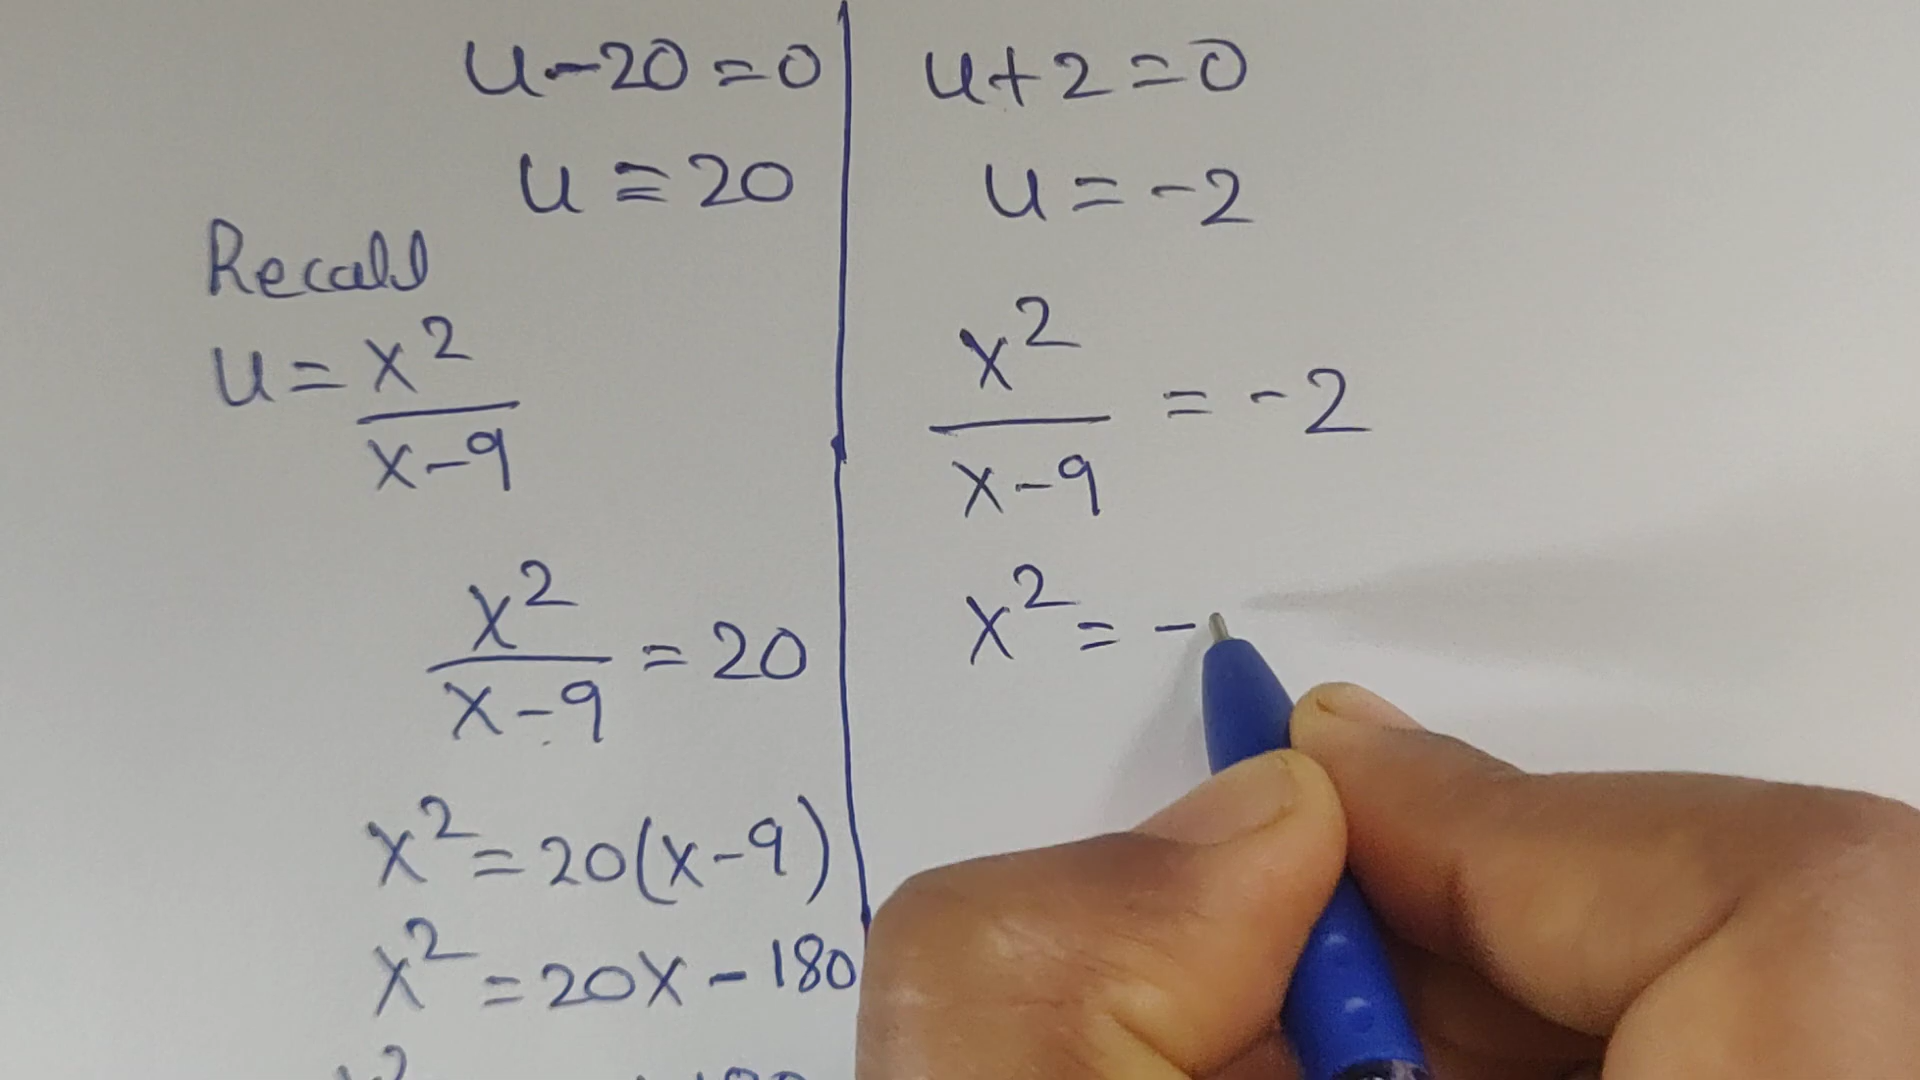 u-20=0
u=20
Recall
u=x²/x-9
x²/x-9=20
x²=20(x-9)
x²=20x-180
u+2=0
u=-2
x²/x-9=-2
x²=-